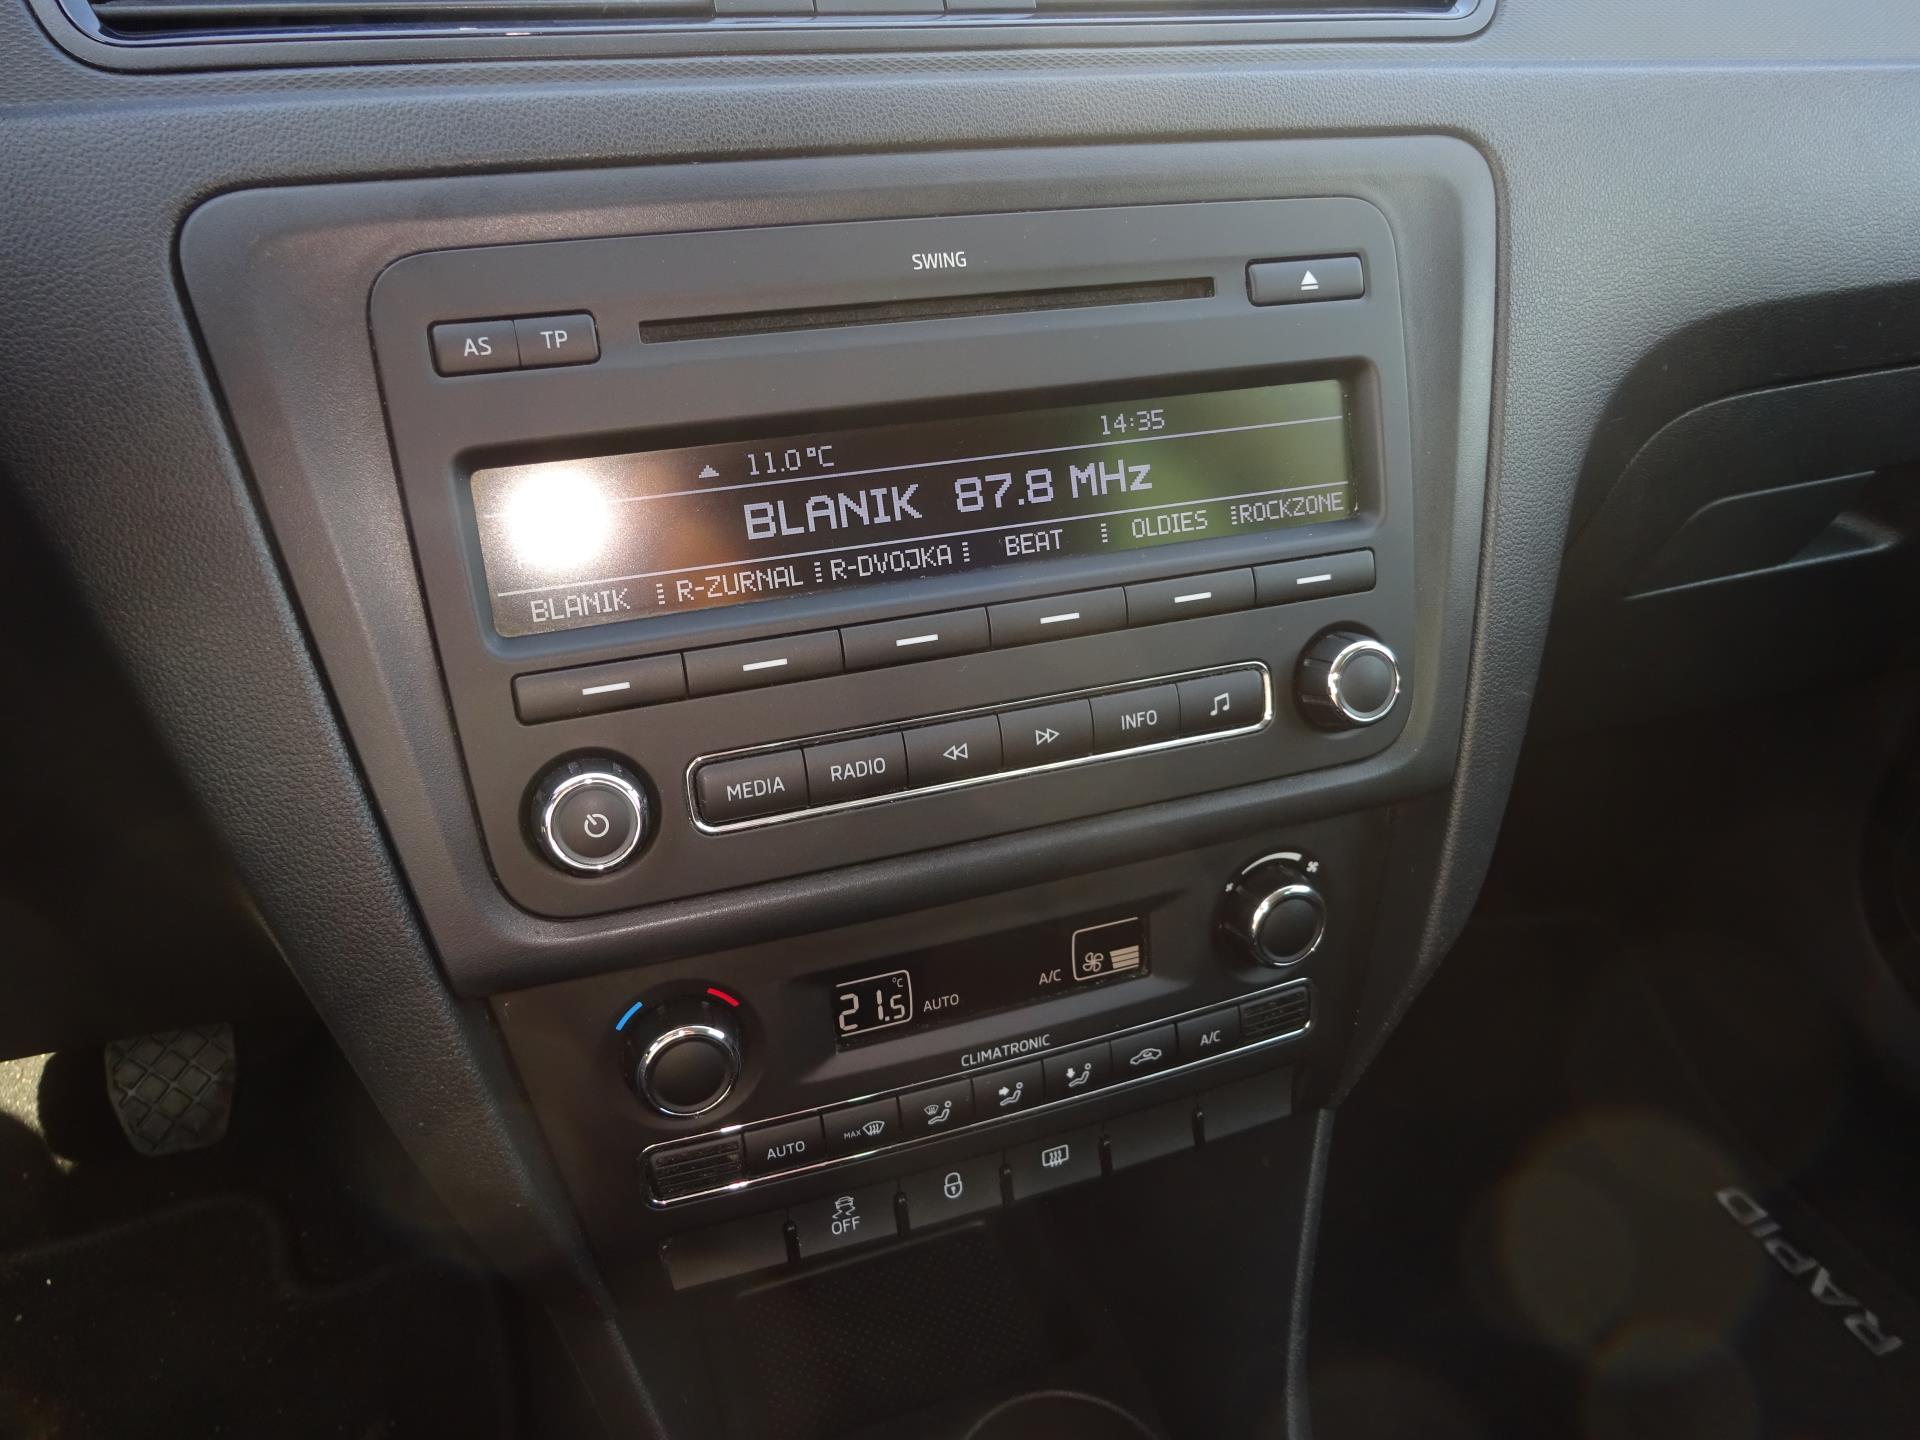 SWING
AS TP
11.0°C 14:35
BLANIK 87.8 MHz
BLANIK R-ZURNAL R-DVOJKA BEAT OLDIES ROCKZONE
MEDIA RADIO INFO
21.5 °C AUTO A/C
CLIMATRONIC
AUTO MAX A/C
OFF
RAPID